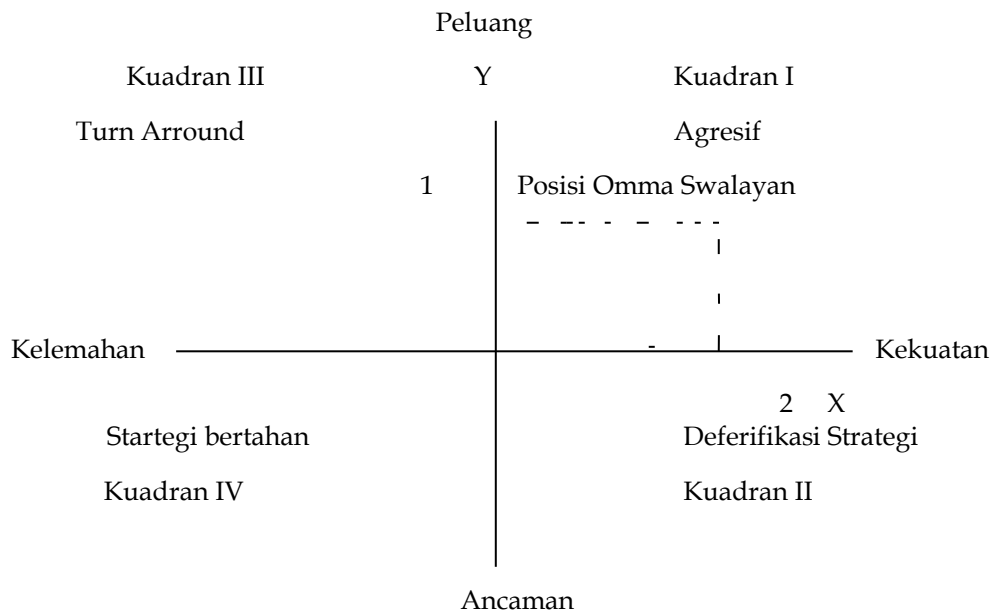 Peluang
Kuadran III Y Kuadran I
Turn Arround Agresif
1 Posisi Omma Swalayan
Kelemahan Kekuatan
2 X
Startegi bertahan Deferifikasi Strategi
Kuadran IV Kuadran II
Ancaman